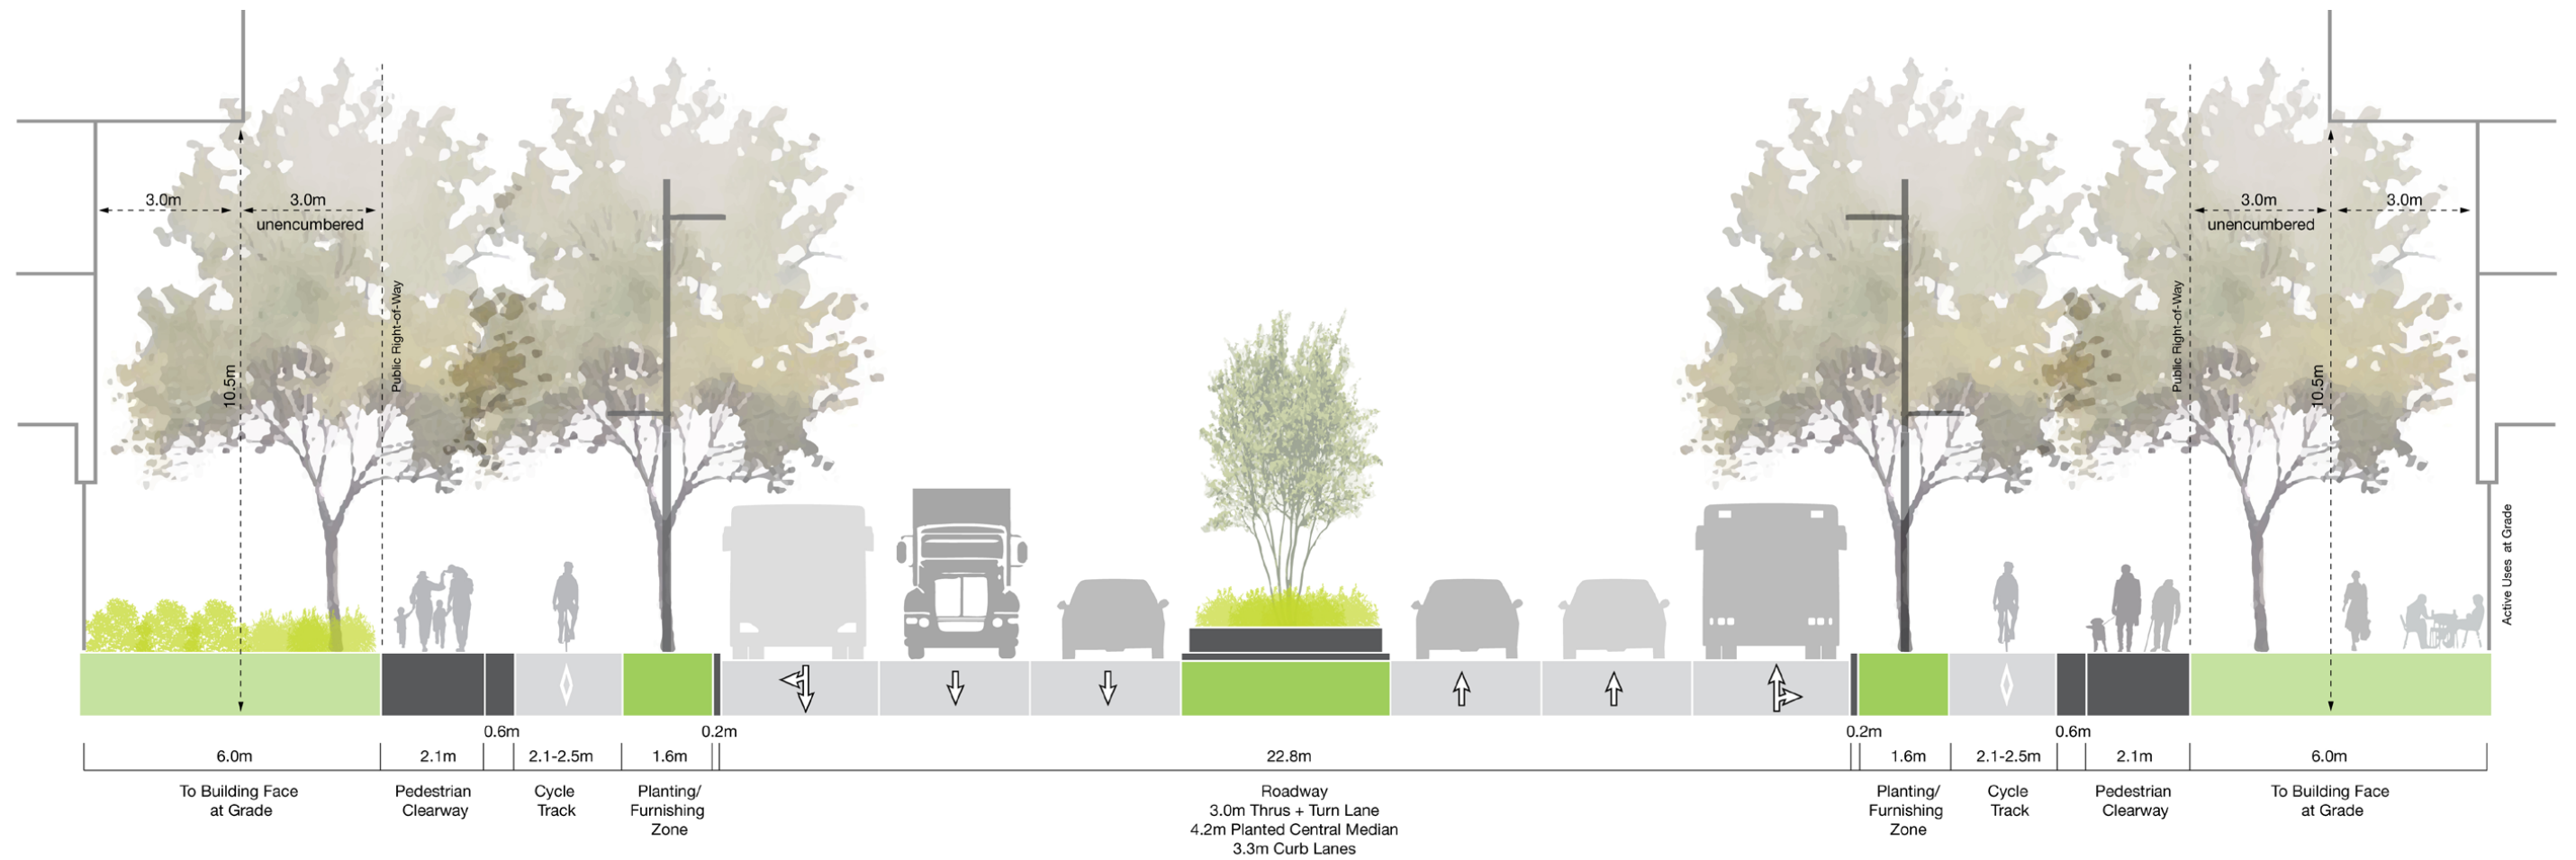 3.0m
3.0m
unencumbered
10.5m
Public Right-of-Way
3.0m
unencumbered
3.0m
Public Right-of-Way
10.5m
Active Uses at Grade
0.6m
0.2m
0.2m
0.6m
6.0m
2.1m
2.1-2.5m
1.6m
22.8m
1.6m
2.1-2.5m
2.1m
6.0m
To Building Face
at Grade
Pedestrian
Clearway
Cycle
Track
Planting/
Furnishing
Zone
Roadway
3.0m Thrus + Turn Lane
4.2m Planted Central Median
3.3m Curb Lanes
Planting/
Furnishing
Zone
Cycle
Track
Pedestrian
Clearway
To Building Face
at Grade